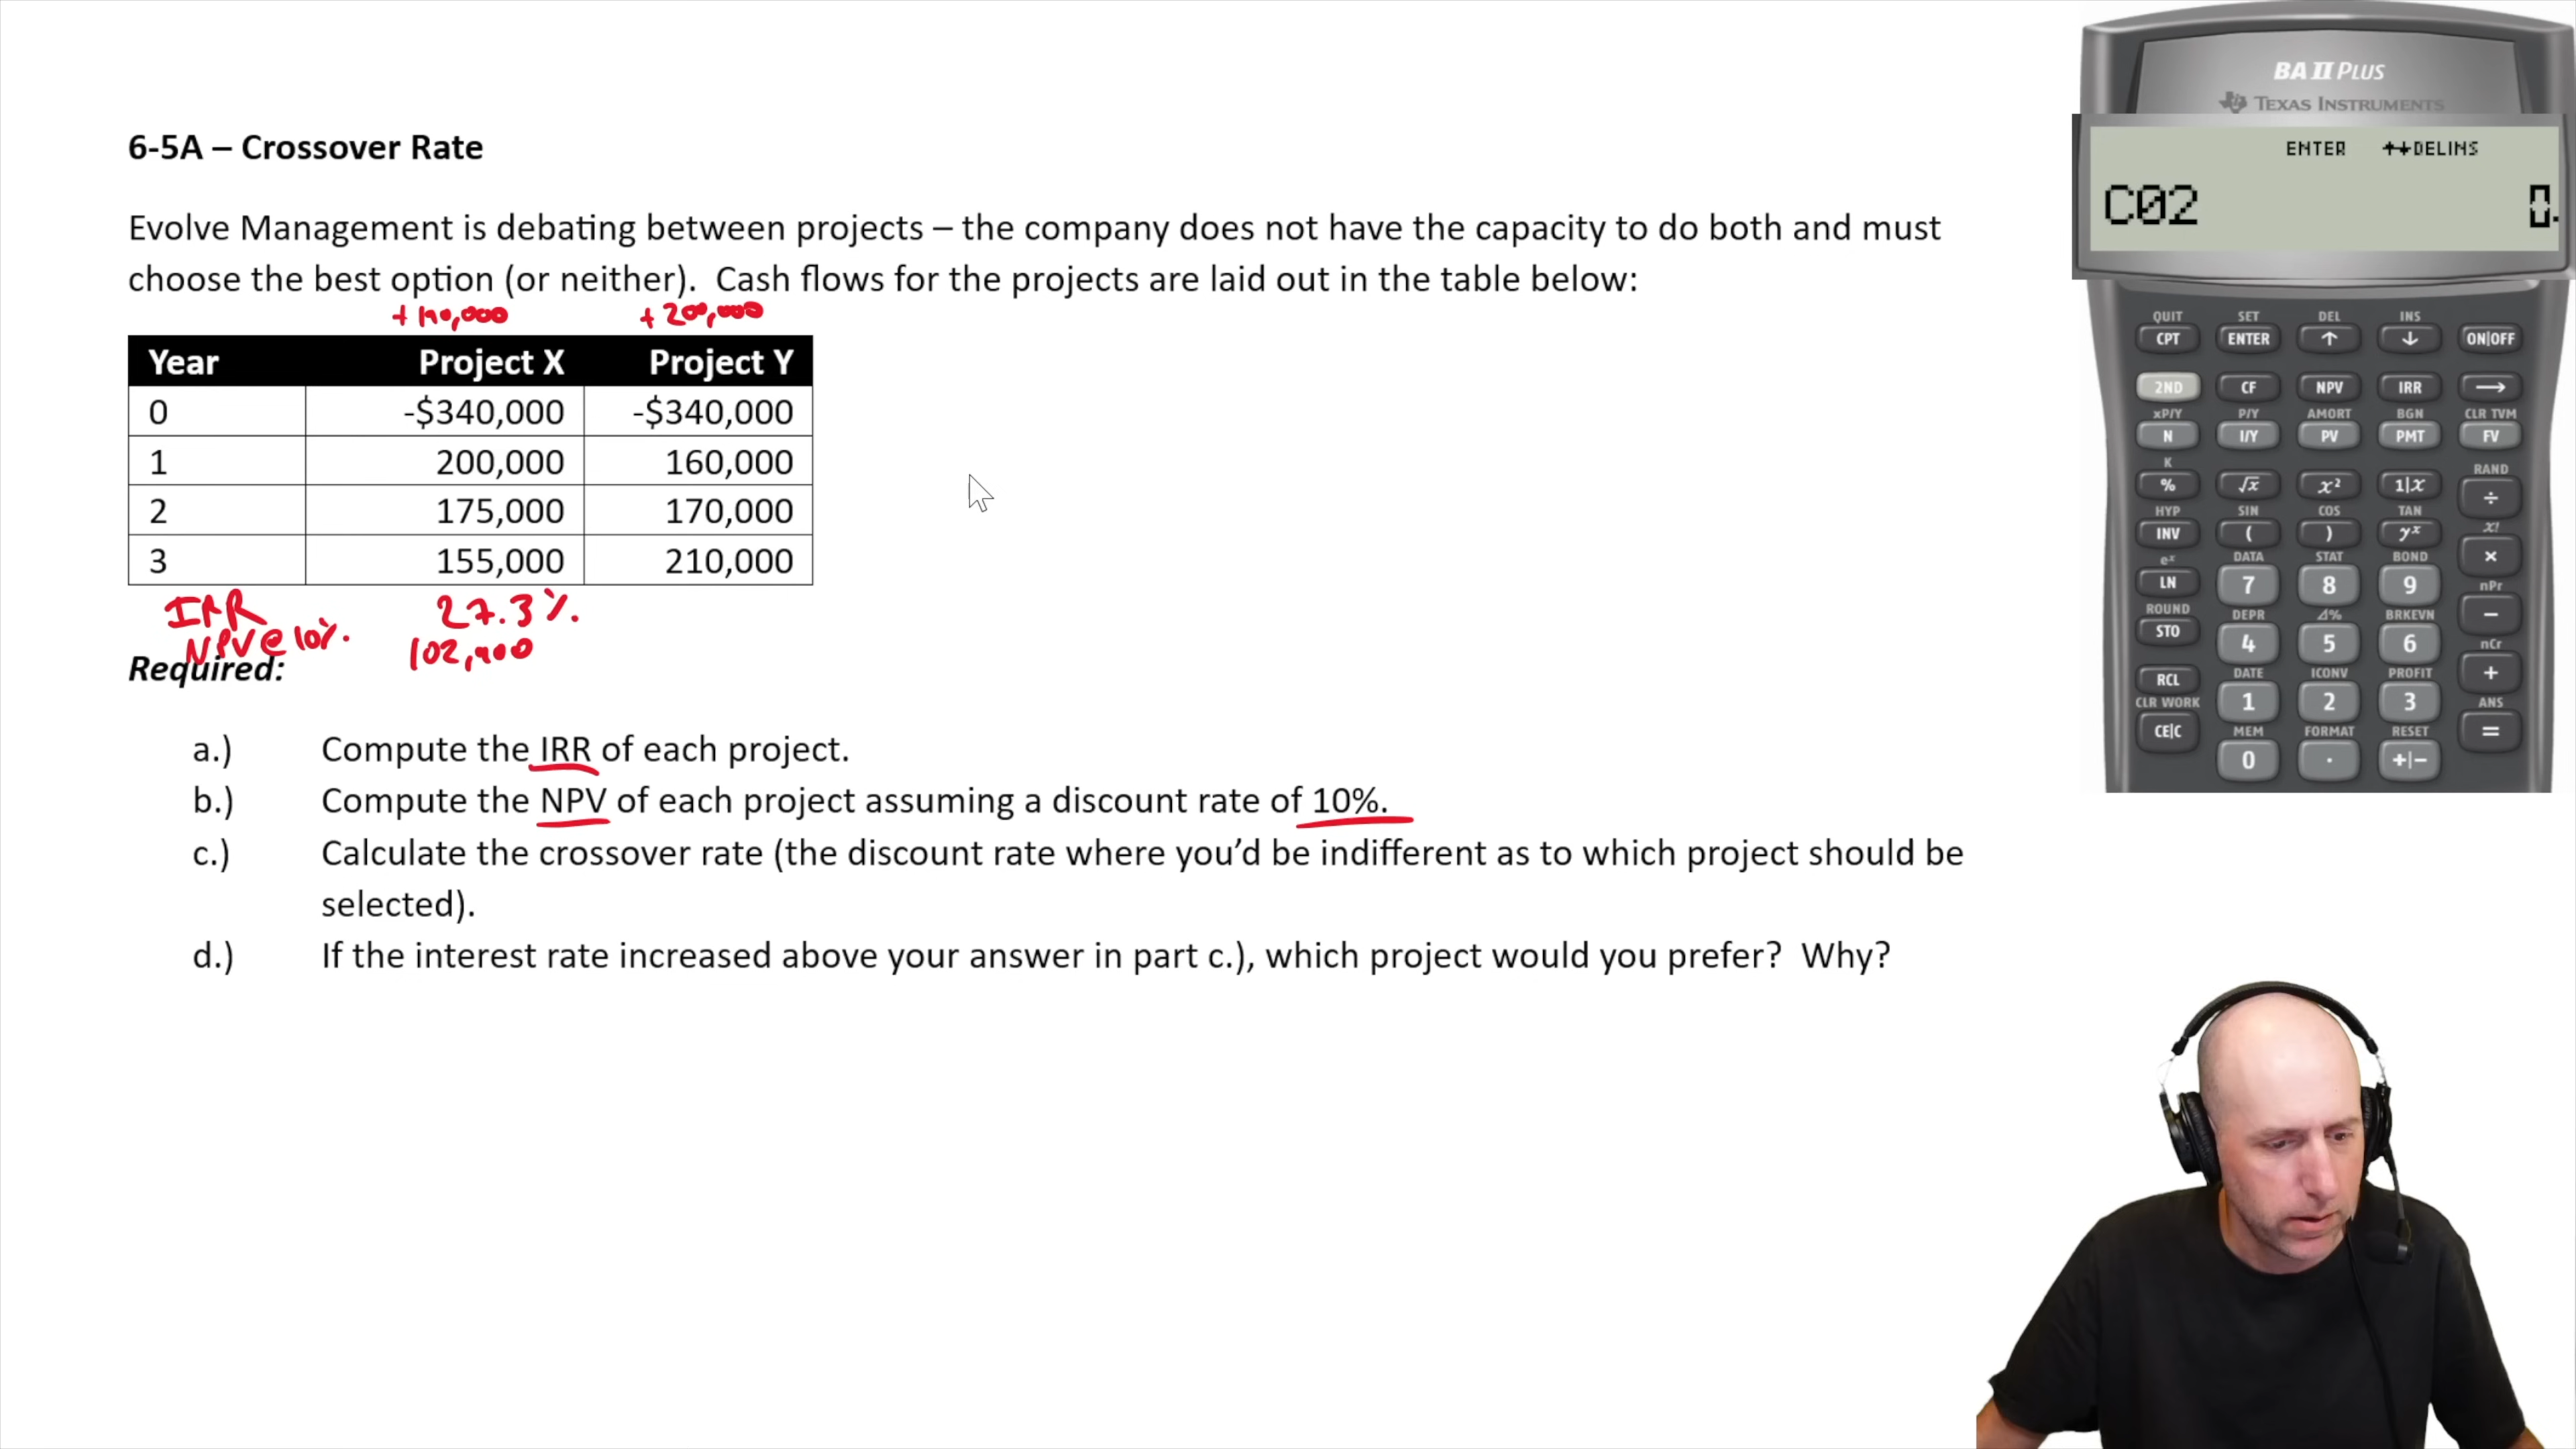 6-5A – Crossover Rate
Evolve Management is debating between projects – the company does not have the capacity to do both and must
choose the best option (or neither). Cash flows for the projects are laid out in the table below:
+190,000 +200,000
Year Project X Project Y
0 -$340,000 -$340,000
1 200,000 160,000
2 175,000 170,000
3 155,000 210,000
IRR 27.3%.
NPV@10%. 102,900
Required:
a.) Compute the IRR of each project.
b.) Compute the NPV of each project assuming a discount rate of 10%.
c.) Calculate the crossover rate (the discount rate where you’d be indifferent as to which project should be
selected).
d.) If the interest rate increased above your answer in part c.), which project would you prefer? Why?
BA II PLUS
TEXAS INSTRUMENTS
ENTER ↑↓DELINS
C02 0.
QUIT SET DEL INS
CPT ENTER ↑ ↓ ON|OFF
2ND CF NPV IRR →
xP/Y P/Y AMORT BGN CLR TVM
N I/Y PV PMT FV
K RAND
% √x x² 1|x ÷
HYP SIN COS TAN x!
INV ( ) yˣ ×
eˣ DATA STAT BOND nPr
LN 7 8 9 −
ROUND DEPR Δ% BRKEVN nCr
STO 4 5 6 +
DATE ICONV PROFIT
RCL 1 2 3
CLR WORK ANS
CE|C MEM FORMAT RESET =
0 . +|−